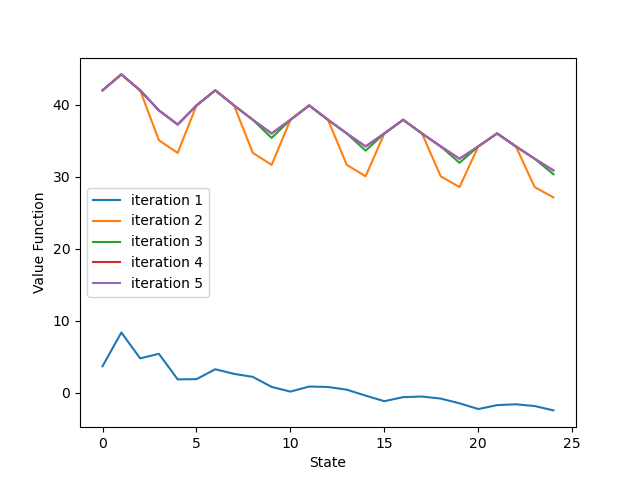 40
30
20
10
0
Value Function
iteration 1
iteration 2
iteration 3
iteration 4
iteration 5
0 5 10 15 20 25
State